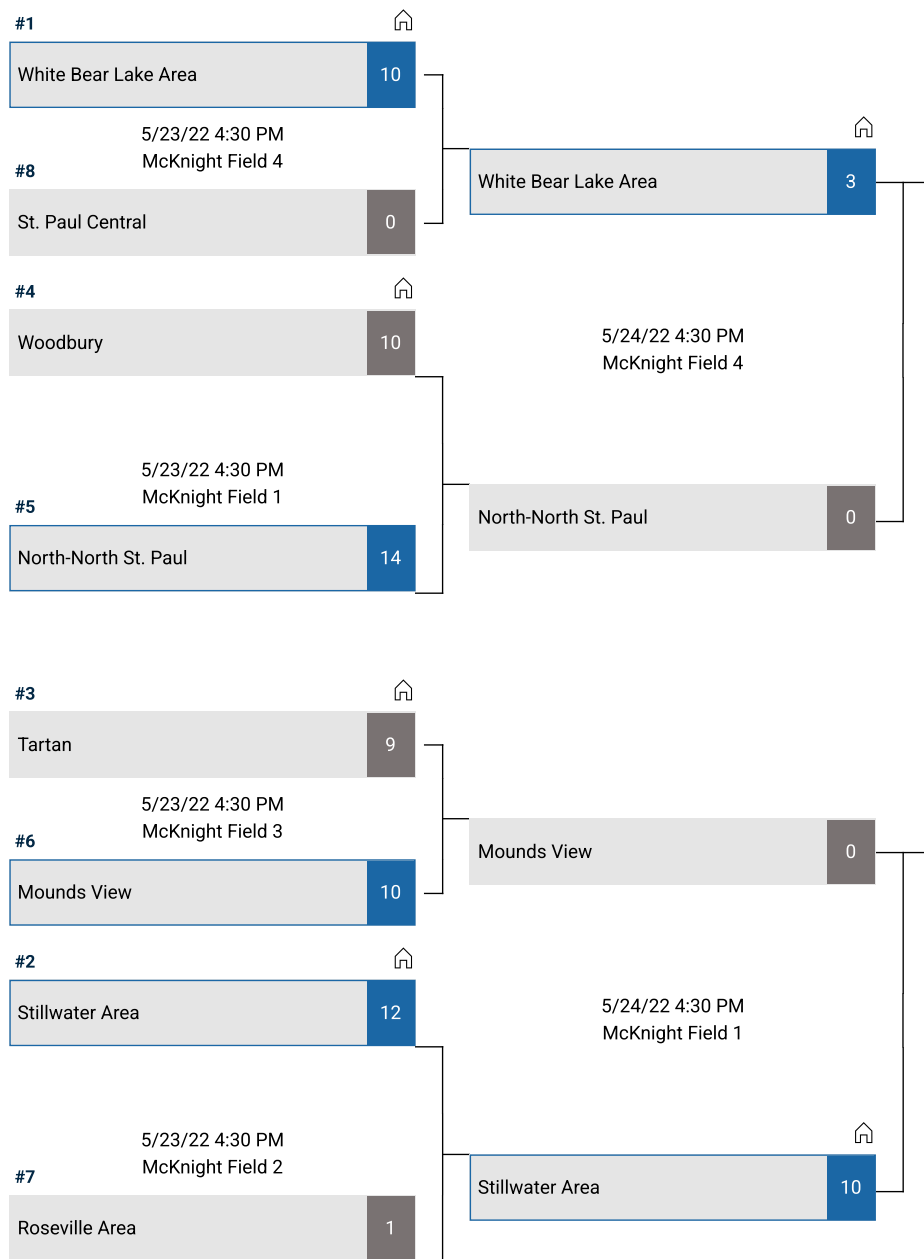 #1
White Bear Lake Area 10
5/23/22 4:30 PM
McKnight Field 4
#8
St. Paul Central 0
White Bear Lake Area 3
#4
Woodbury 10
5/24/22 4:30 PM
McKnight Field 4
5/23/22 4:30 PM
McKnight Field 1
#5
North-North St. Paul 14
North-North St. Paul 0
#3
Tartan 9
5/23/22 4:30 PM
McKnight Field 3
#6
Mounds View 10
Mounds View 0
#2
Stillwater Area 12
5/24/22 4:30 PM
McKnight Field 1
5/23/22 4:30 PM
McKnight Field 2
#7
Roseville Area 1
Stillwater Area 10